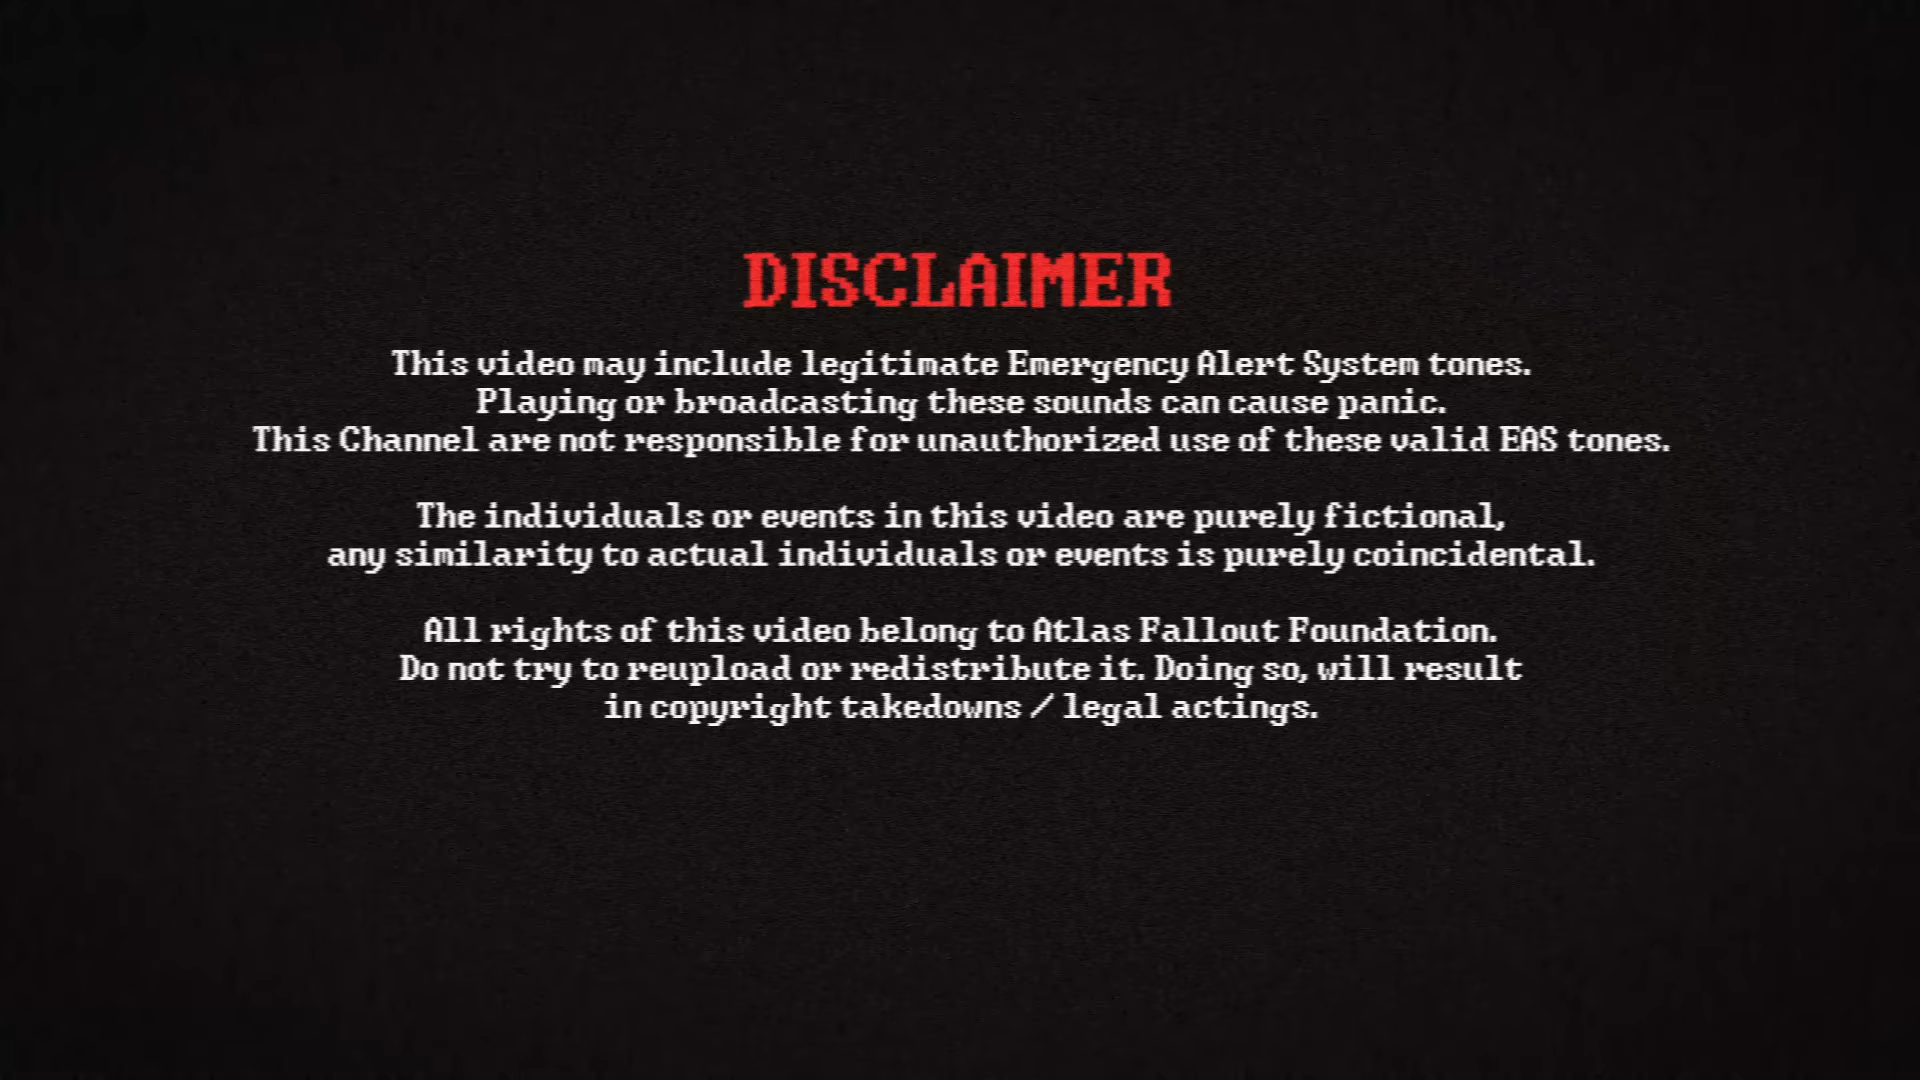 DISCLAIMER
This video may include legitimate Emergency Alert System tones.
Playing or broadcasting these sounds can cause panic.
This Channel are not responsible for unauthorized use of these valid EAS tones.
The individuals or events in this video are purely fictional,
any similarity to actual individuals or events is purely coincidental.
All rights of this video belong to Atlas Fallout Foundation.
Do not try to reupload or redistribute it. Doing so, will result
in copyright takedowns / legal actings.